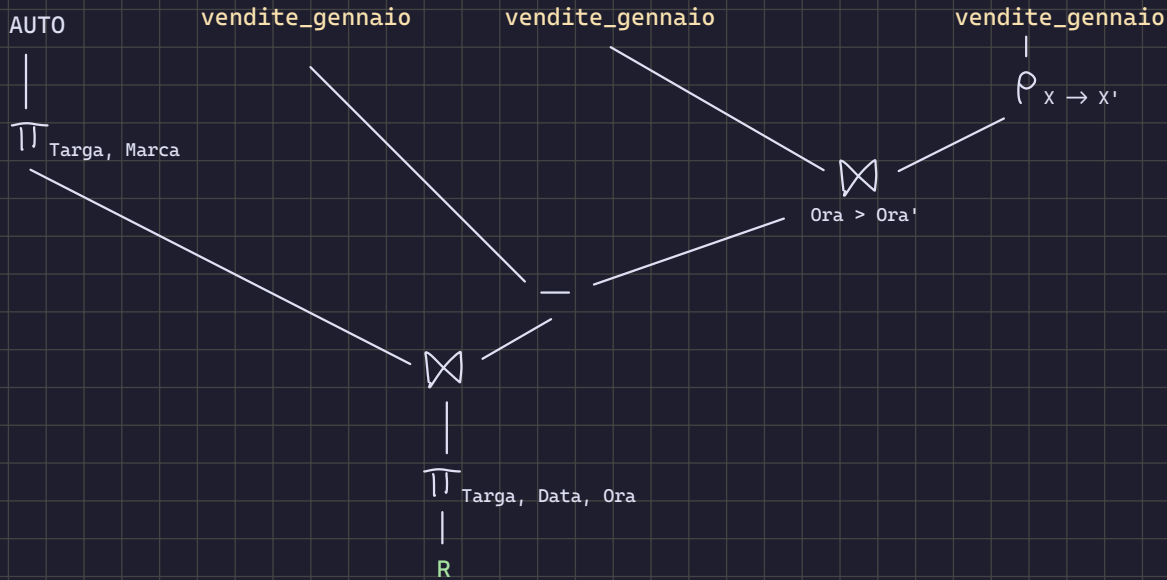 AUTO
vendite_gennaio
vendite_gennaio
vendite_gennaio
ρ X → X'
π Targa, Marca
⋈
Ora > Ora'
—
⋈
π Targa, Data, Ora
R